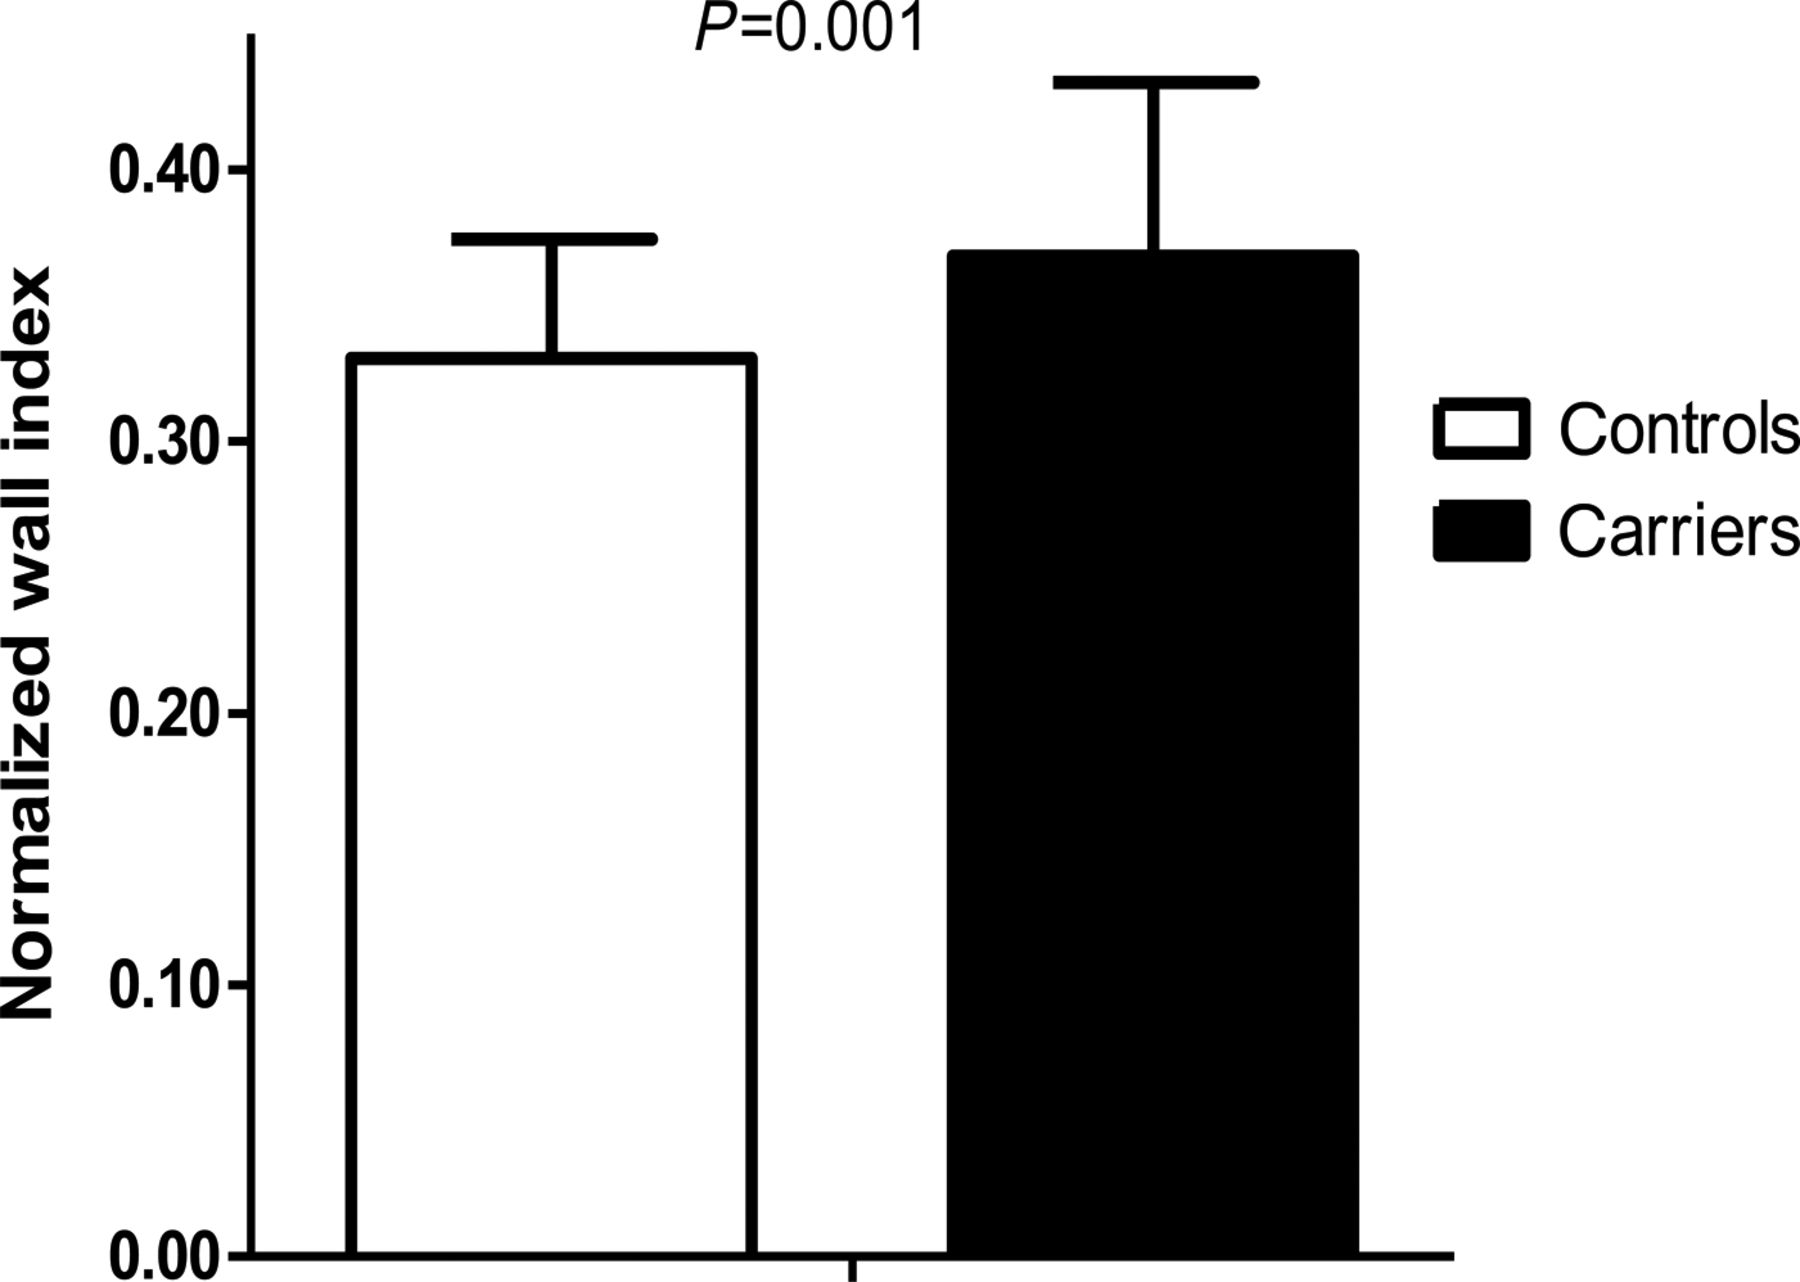 P=0.001
Normalized wall index
0.40
0.30
0.20
0.10
0.00
Controls
Carriers